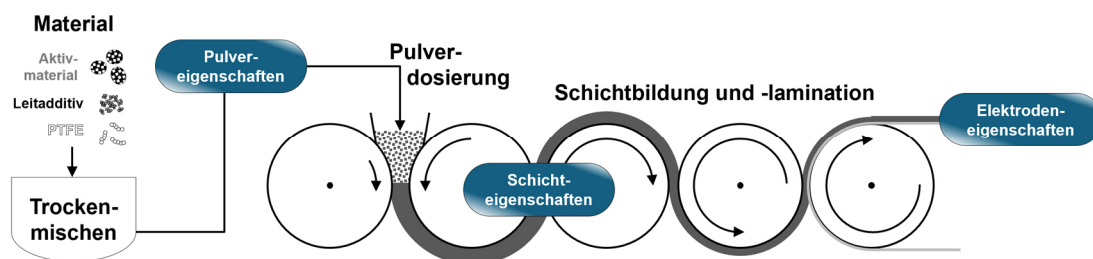 Material
Aktiv-
material
Leitadditiv
PTFE
Trocken-
mischen
Pulver-
eigenschaften
Pulver-
dosierung
Schicht-
eigenschaften
Schichtbildung und -lamination
Elektroden-
eigenschaften